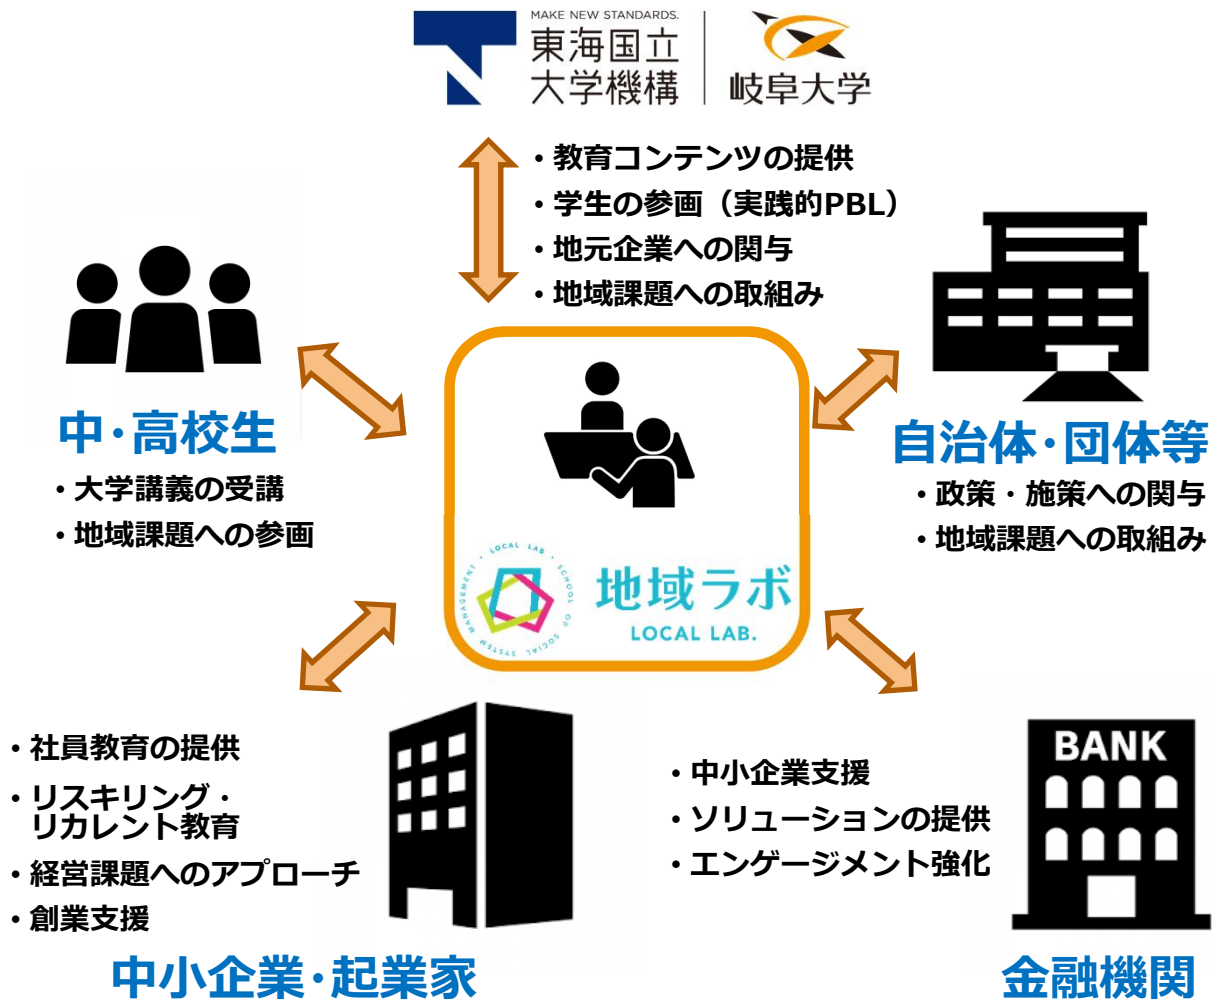 MAKE NEW STANDARDS.
東海国立
大学機構
岐阜大学
・教育コンテンツの提供
・学生の参画（実践的PBL）
・地元企業への関与
・地域課題への取組み
中・高校生
・大学講義の受講
・地域課題への参画
自治体・団体等
・政策・施策への関与
・地域課題への取組み
LOCAL LAB・SCHOOL OF SOCIAL SYSTEM MANAGEMENT・
地域ラボ
LOCAL LAB.
・社員教育の提供
・リスキリング・
リカレント教育
・経営課題へのアプローチ
・創業支援
中小企業・起業家
・中小企業支援
・ソリューションの提供
・エンゲージメント強化
BANK
金融機関